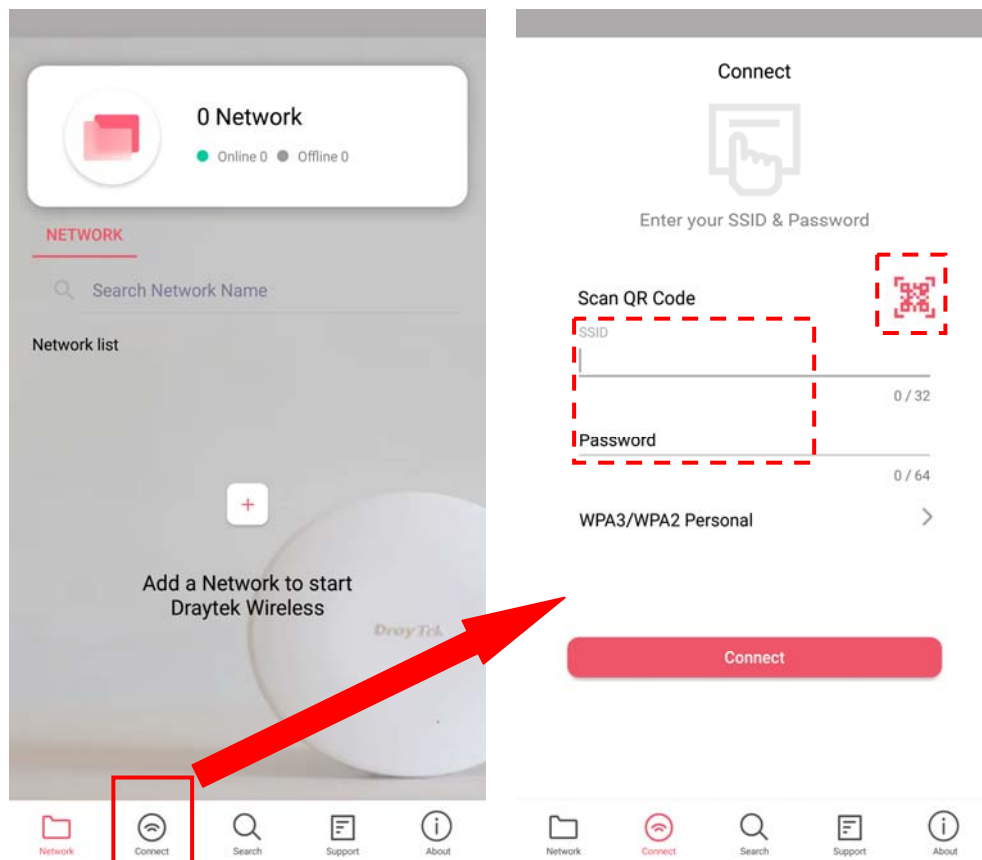 0 Network
Online 0 Offline 0
NETWORK
Search Network Name
Network list
+
Add a Network to start
Draytek Wireless
DrayTek
Network Connect Search Support About
Connect
Enter your SSID & Password
Scan QR Code
SSID
0 / 32
Password
0 / 64
WPA3/WPA2 Personal
Connect
Network Connect Search Support About